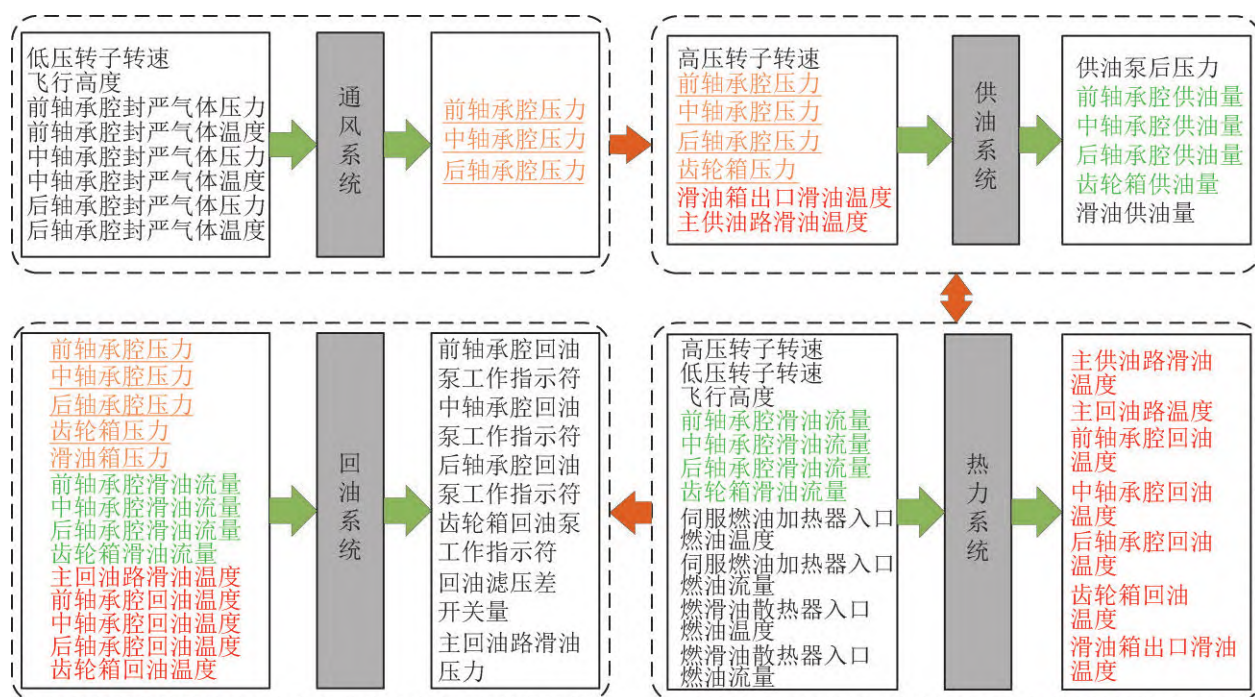 低压转子转速
飞行高度
前轴承腔封严气体压力
前轴承腔封严气体温度
中轴承腔封严气体压力
中轴承腔封严气体温度
后轴承腔封严气体压力
后轴承腔封严气体温度
通风系统
前轴承腔压力
中轴承腔压力
后轴承腔压力
高压转子转速
前轴承腔压力
中轴承腔压力
后轴承腔压力
齿轮箱压力
滑油箱出口滑油温度
主供油路滑油温度
供油系统
供油泵后压力
前轴承腔供油量
中轴承腔供油量
后轴承腔供油量
齿轮箱供油量
滑油供油量
前轴承腔压力
中轴承腔压力
后轴承腔压力
齿轮箱压力
滑油箱压力
前轴承腔滑油流量
中轴承腔滑油流量
后轴承腔滑油流量
齿轮箱滑油流量
主回油路滑油温度
前轴承腔回油温度
中轴承腔回油温度
后轴承腔回油温度
齿轮箱回油温度
回油系统
前轴承腔回油
泵工作指示符
中轴承腔回油
泵工作指示符
后轴承腔回油
泵工作指示符
齿轮箱回油泵
工作指示符
回油滤压差
开关量
主回油路滑油
压力
高压转子转速
低压转子转速
飞行高度
前轴承腔滑油流量
中轴承腔滑油流量
后轴承腔滑油流量
齿轮箱滑油流量
伺服燃油加热器入口
燃油温度
伺服燃油加热器入口
燃油流量
燃滑油散热器入口
燃油温度
燃滑油散热器入口
燃油流量
热力系统
主供油路滑油
温度
主回油路温度
前轴承腔回油
温度
中轴承腔回油
温度
后轴承腔回油
温度
齿轮箱回油
温度
滑油箱出口滑油
温度